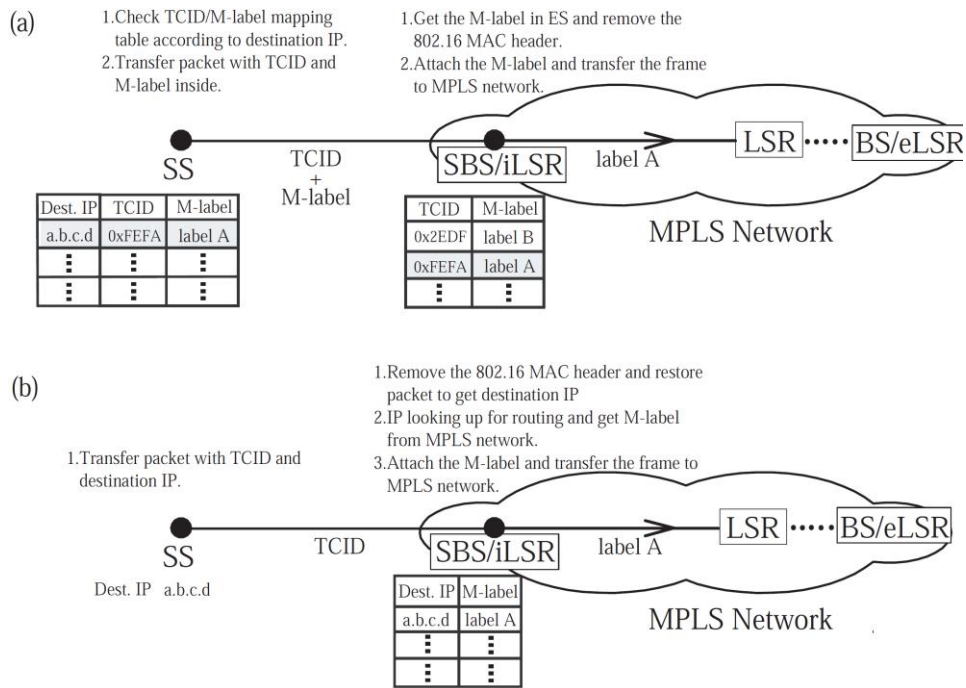 (a)
1.Check TCID/M-label mapping
table according to destination IP.
2.Transfer packet with TCID and
M-label inside.
1.Get the M-label in ES and remove the
802.16 MAC header.
2.Attach the M-label and transfer the frame
to MPLS network.
SS
TCID
+
M-label
SBS/iLSR
label A
LSR
BS/eLSR
MPLS Network
Dest. IP TCID M-label
a.b.c.d 0xFEFA label A
TCID M-label
0x2EDF label B
0xFEFA label A
(b)
1.Transfer packet with TCID and
destination IP.
1.Remove the 802.16 MAC header and restore
packet to get destination IP
2.IP looking up for routing and get M-label
from MPLS network.
3.Attach the M-label and transfer the frame to
MPLS network.
SS
TCID
SBS/iLSR
label A
LSR
BS/eLSR
MPLS Network
Dest. IP a.b.c.d
Dest. IP M-label
a.b.c.d label A